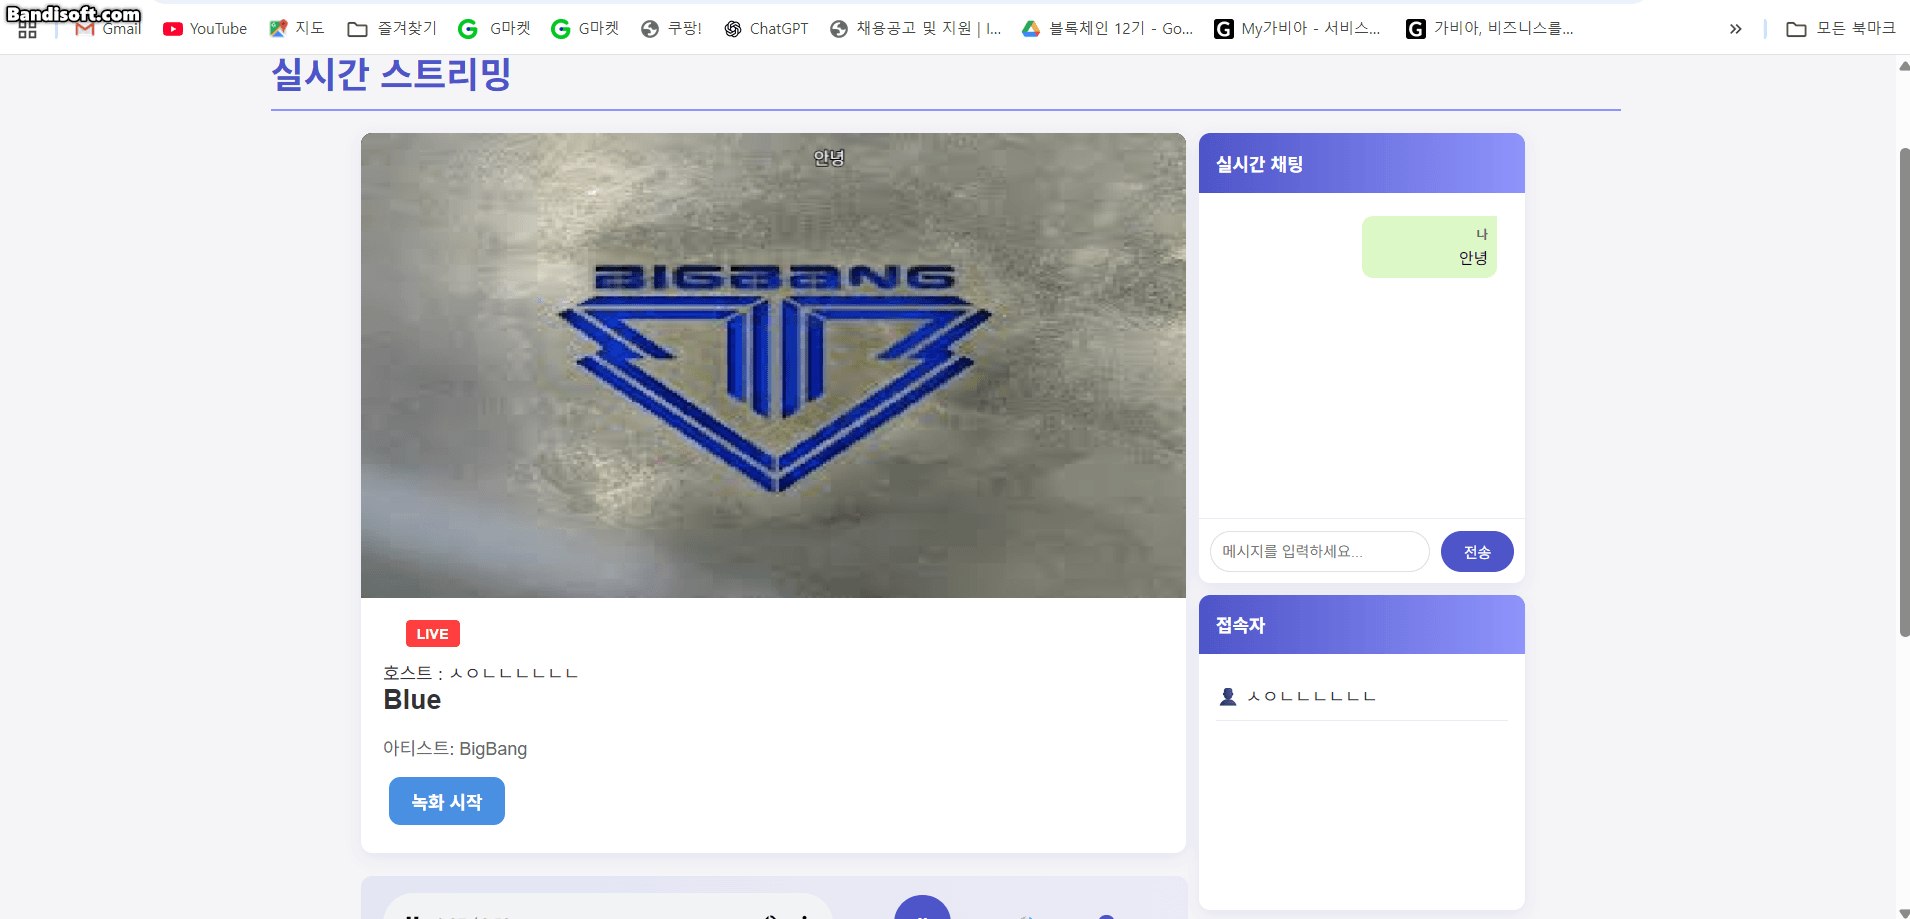 Bandisoft.com
Gmail YouTube 지도 즐겨찾기 G마켓 G마켓 쿠팡! ChatGPT 채용공고 및 지원 | I... 블록체인 12기 - Go... My가비아 - 서비스... 가비아, 비즈니스를... 모든 북마크
실시간 스트리밍
안녕
BIGBANG
LIVE
호스트 : ㅅㅇㄴㄴㄴㄴㄴㄴ
Blue
아티스트: BigBang
녹화 시작
실시간 채팅
나
안녕
메시지를 입력하세요...
전송
접속자
ㅅㅇㄴㄴㄴㄴㄴㄴ